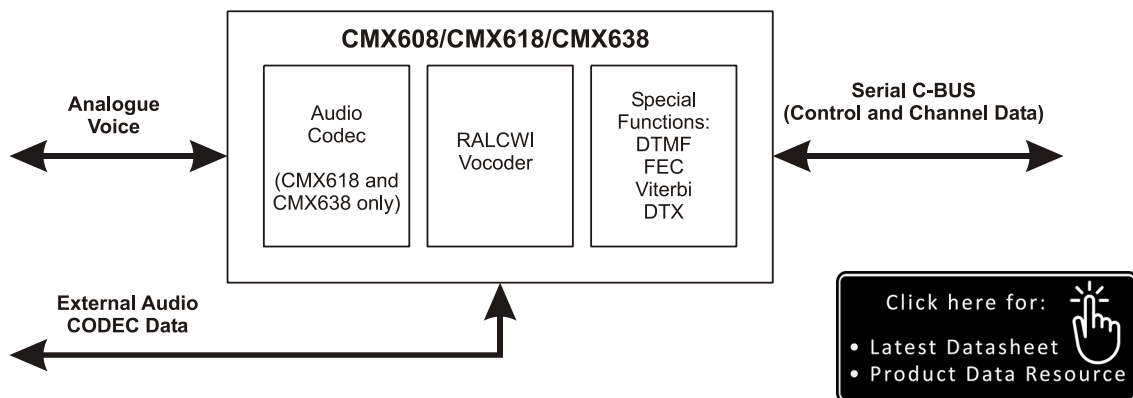 CMX608/CMX618/CMX638
Analogue
Voice
Audio
Codec
(CMX618 and
CMX638 only)
RALCWI
Vocoder
Special
Functions:
DTMF
FEC
Viterbi
DTX
Serial C-BUS
(Control and Channel Data)
External Audio
CODEC Data
Click here for:
• Latest Datasheet
• Product Data Resource